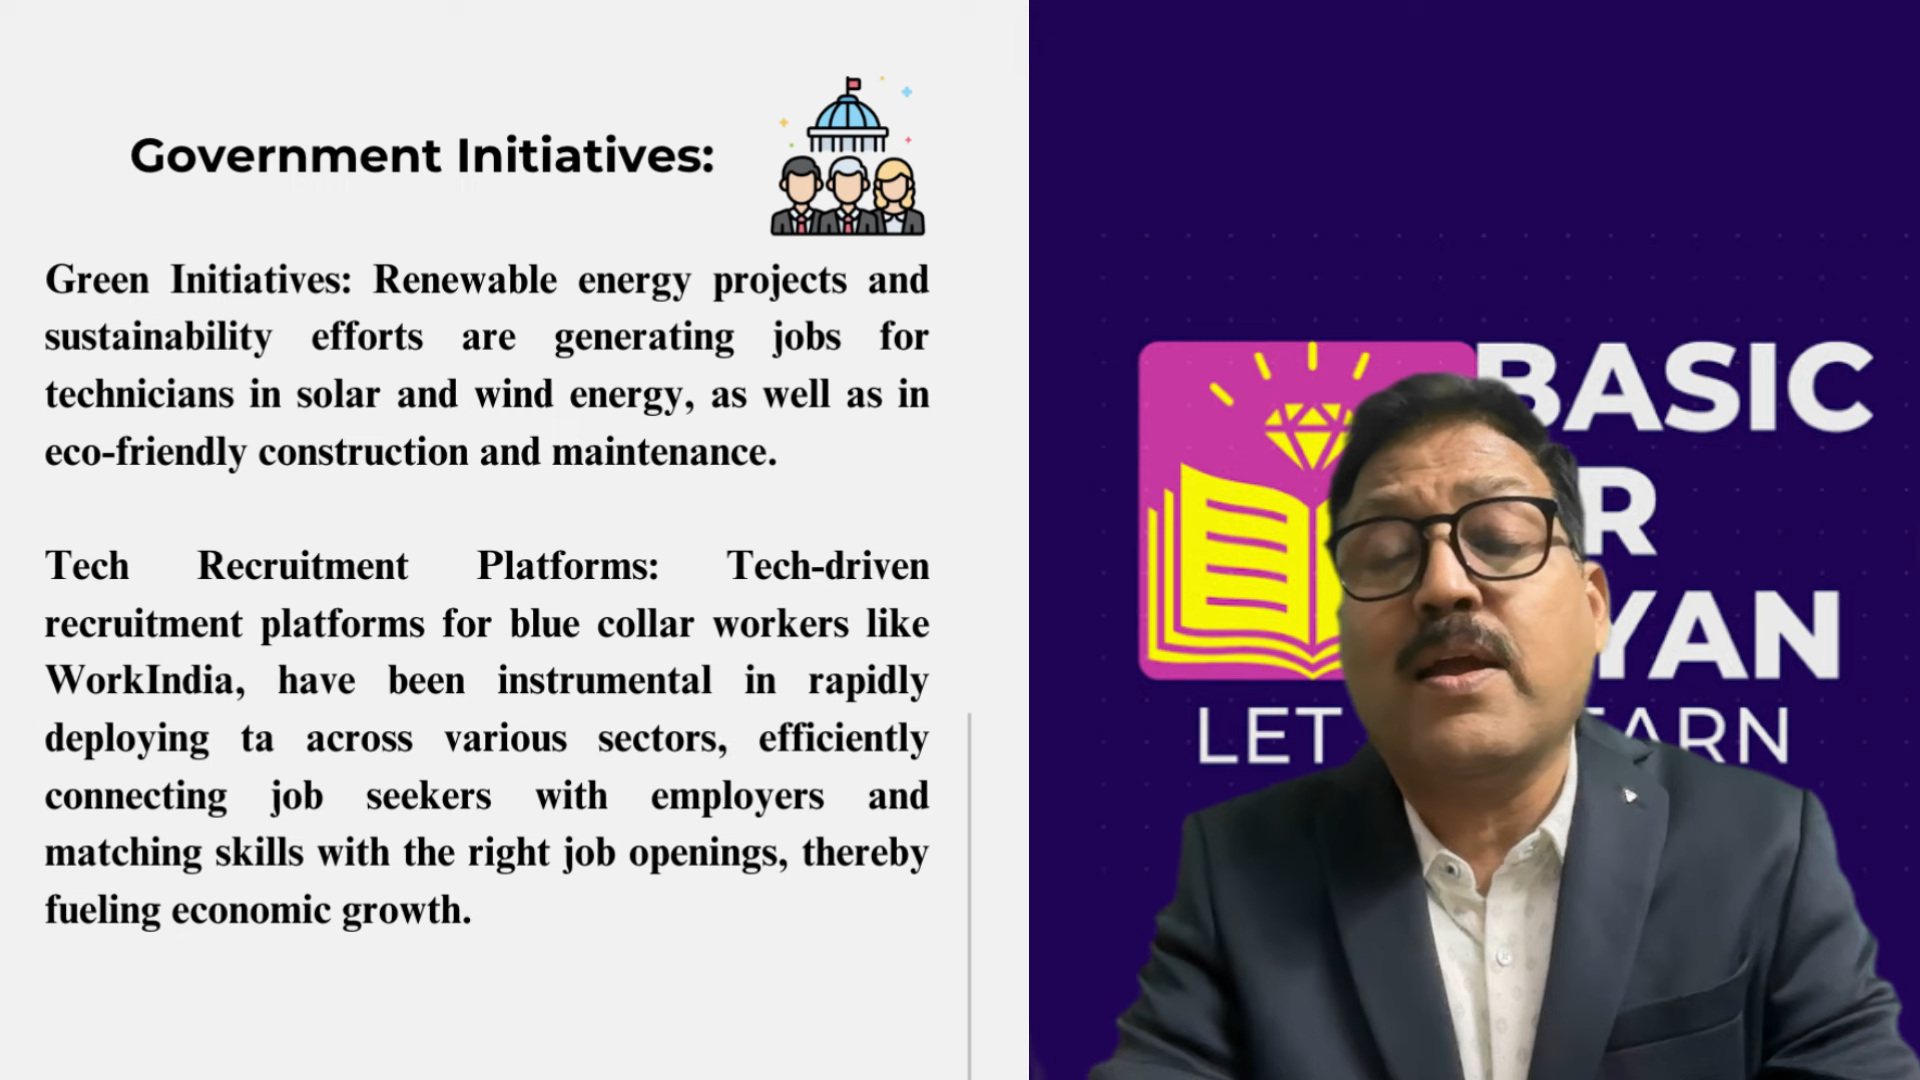 Government Initiatives:
Green Initiatives: Renewable energy projects and
sustainability efforts are generating jobs for
technicians in solar and wind energy, as well as in
eco-friendly construction and maintenance.
Tech Recruitment Platforms: Tech-driven
recruitment platforms for blue collar workers like
WorkIndia, have been instrumental in rapidly
deploying ta across various sectors, efficiently
connecting job seekers with employers and
matching skills with the right job openings, thereby
fueling economic growth.
BASIC